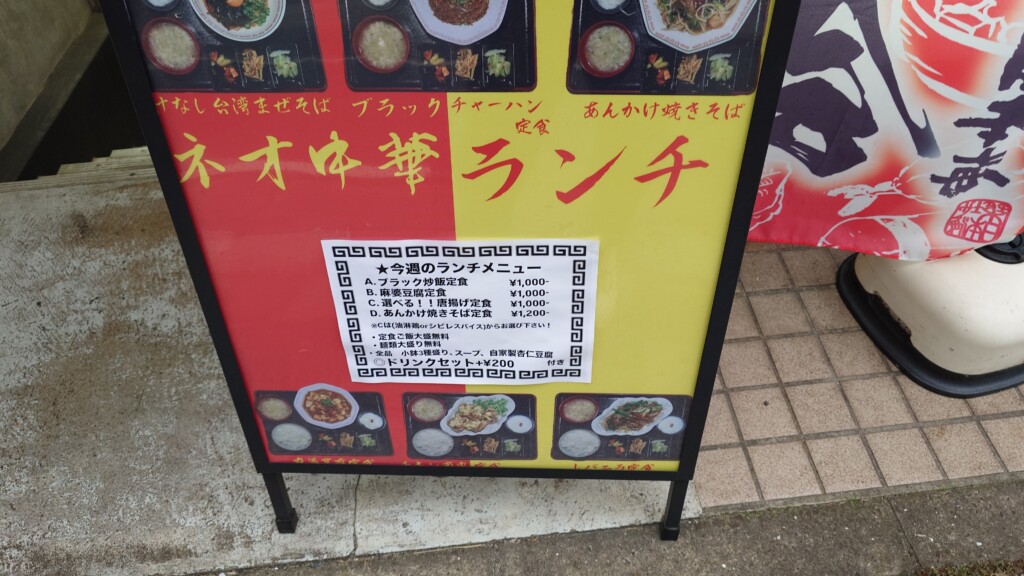 すなし台湾まぜそば
ブラックチャーハン
定食
あんかけ焼きそば
ネオ中華ランチ
★今週のランチメニュー
A.ブラック炒飯定食 ¥1,000-
B.麻婆豆腐定食 ¥1,000-
C.選べる！！唐揚げ定食 ¥1,000-
D.あんかけ焼きそば定食 ¥1,200-
※Cは(油淋鶏orシビレスパイス)からお選び下さい！
・定食ご飯大盛無料
・麺類大盛り無料
・全品 小鉢3種盛り、スープ、自家製杏仁豆腐
付き
◎ドリンクセット+¥200